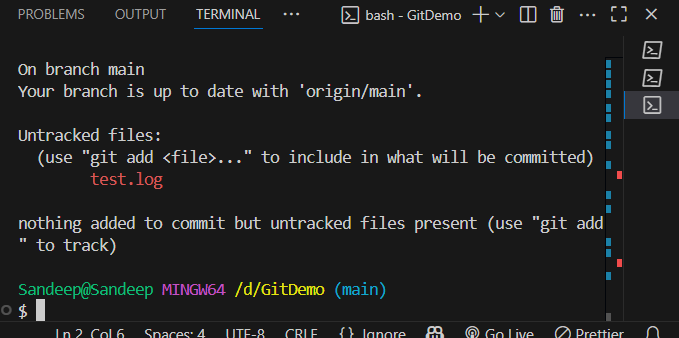 PROBLEMS OUTPUT TERMINAL ... bash - GitDemo
On branch main
Your branch is up to date with 'origin/main'.
Untracked files:
(use "git add <file>..." to include in what will be committed)
test.log
nothing added to commit but untracked files present (use "git add
" to track)
Sandeep@Sandeep MINGW64 /d/GitDemo (main)
$
Ln 2, Col 6 Spaces: 4 UTF-8 CRLF {} Ignore Go Live Prettier